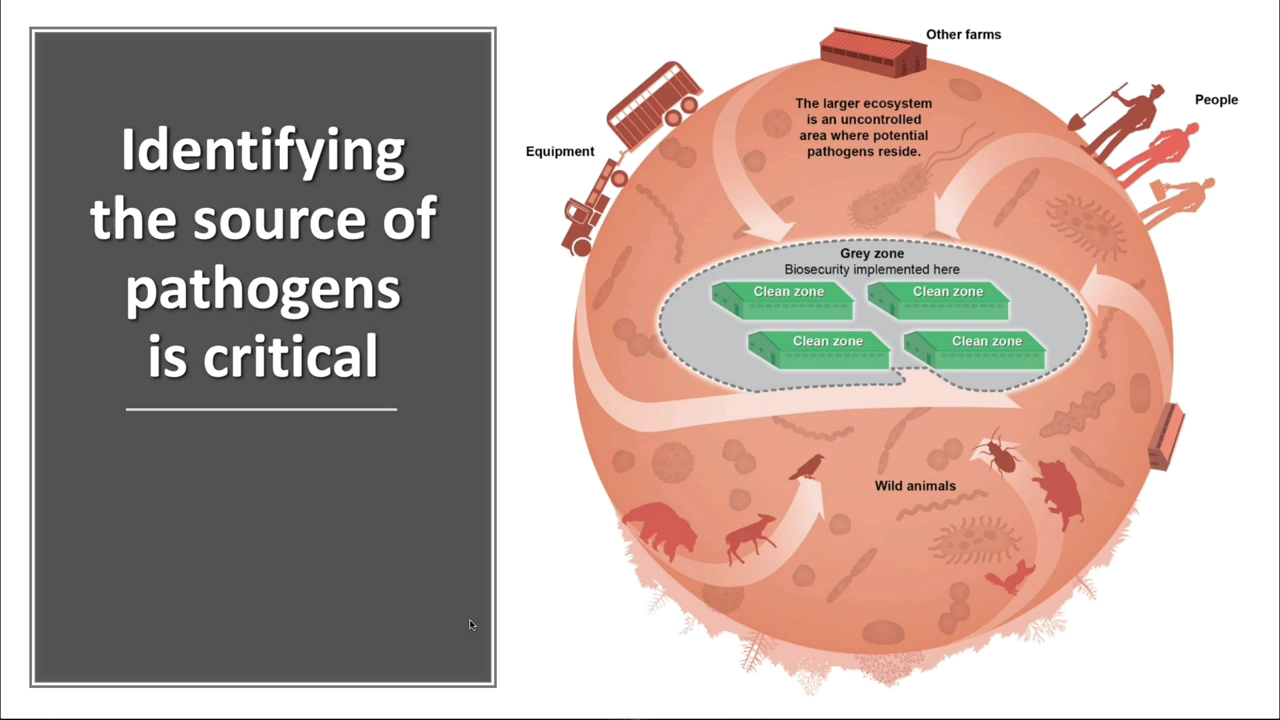 Identifying
the source of
pathogens
is critical
Other farms
People
Equipment
The larger ecosystem
is an uncontrolled
area where potential
pathogens reside.
Grey zone
Biosecurity implemented here
Clean zone
Clean zone
Clean zone
Clean zone
Wild animals